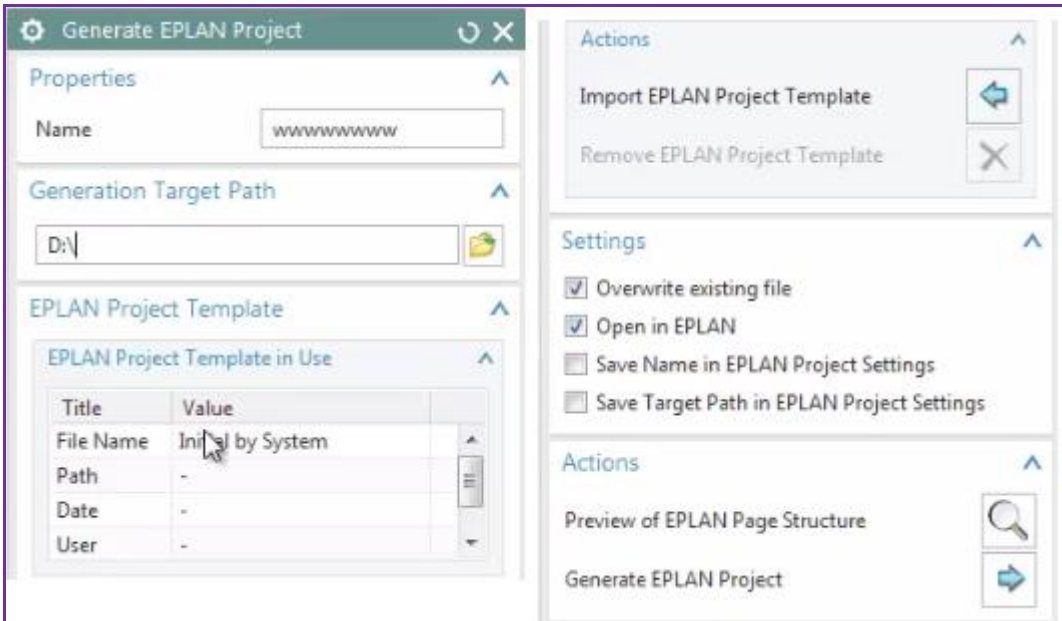 Generate EPLAN Project
Properties
Name wwwwwwwww
Generation Target Path
D:\
EPLAN Project Template
EPLAN Project Template in Use
Title Value
File Name Initial by System
Path -
Date -
User -
Actions
Import EPLAN Project Template
Remove EPLAN Project Template
Settings
Overwrite existing file
Open in EPLAN
Save Name in EPLAN Project Settings
Save Target Path in EPLAN Project Settings
Actions
Preview of EPLAN Page Structure
Generate EPLAN Project